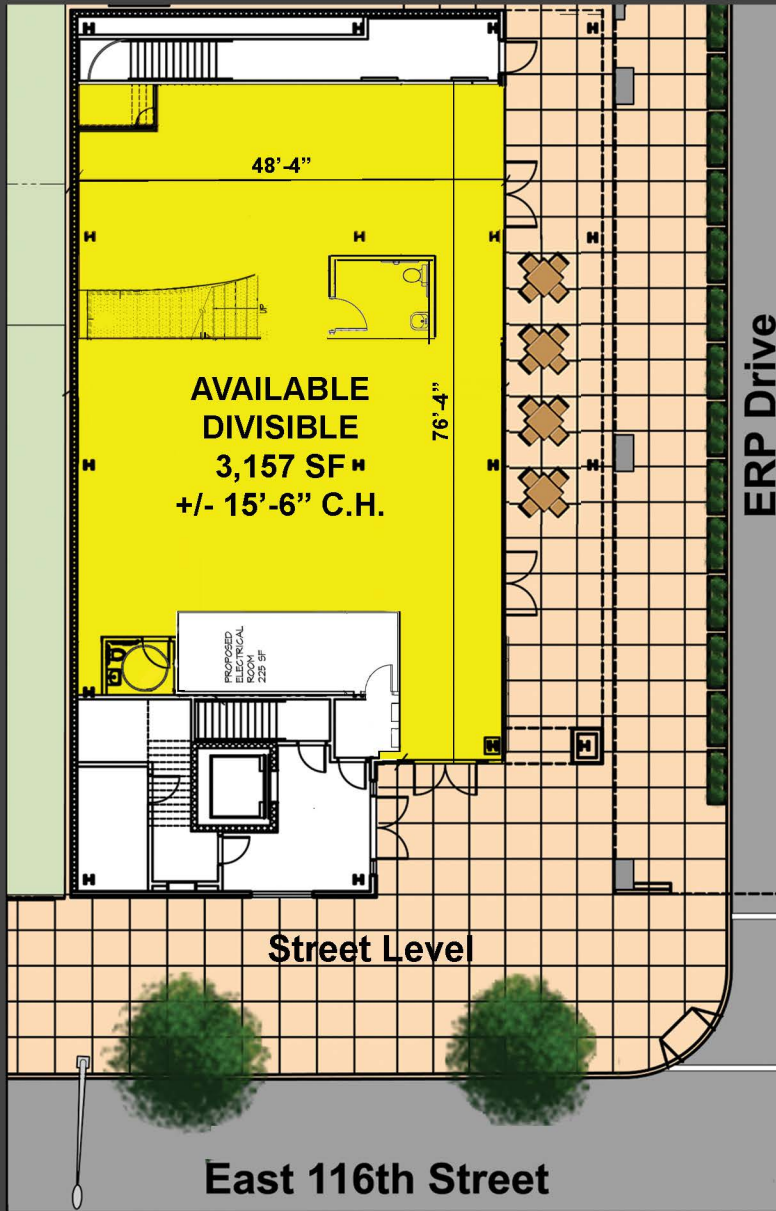 48'-4"
UP
AVAILABLE
DIVISIBLE
3,157 SF
+/- 15'-6" C.H.
76'-4"
ERP Drive
PROPOSED
ELECTRICAL
ROOM
225 SF
Street Level
East 116th Street